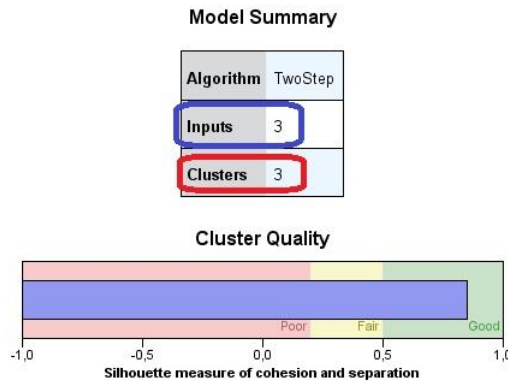 Model Summary
Algorithm TwoStep
Inputs 3
Clusters 3
Cluster Quality
Poor Fair Good
-1,0 -0,5 0,0 0,5 1,0
Silhouette measure of cohesion and separation